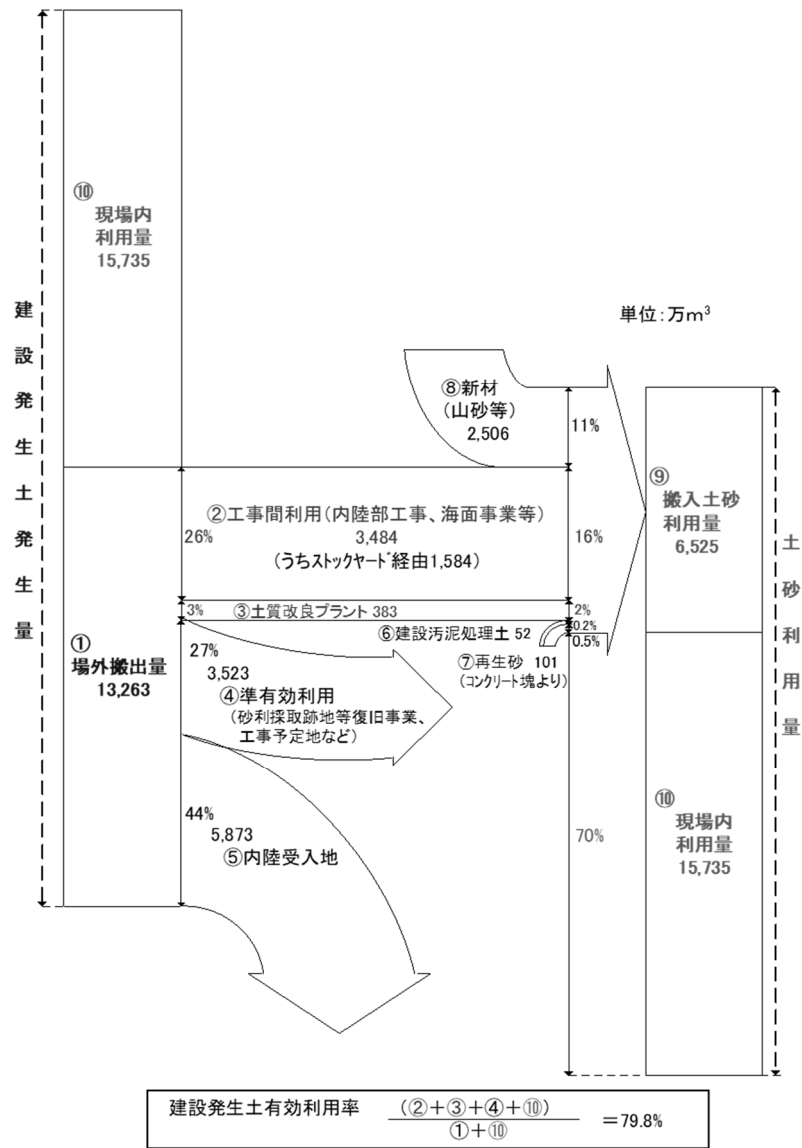 建設発生土発生量
⑩
現場内
利用量
15,735
単位：万m³
⑧新材
(山砂等)
2,506
11%
⑨
搬入土砂
利用量
6,525
②工事間利用(内陸部工事、海面事業等)
26%
3,484
16%
(うちストックヤード経由1,584)
3%
③土質改良プラント 383
2%
⑥建設汚泥処理土 52
0.2%
0.5%
①
場外搬出量
13,263
27%
3,523
⑦再生砂 101
(コンクリート塊より)
④準有効利用
(砂利採取跡地等復旧事業、
工事予定地など)
44%
5,873
⑤内陸受入地
70%
⑩
現場内
利用量
15,735
土砂利用量
建設発生土有効利用率
(②+③+④+⑩)
①+⑩
=79.8%